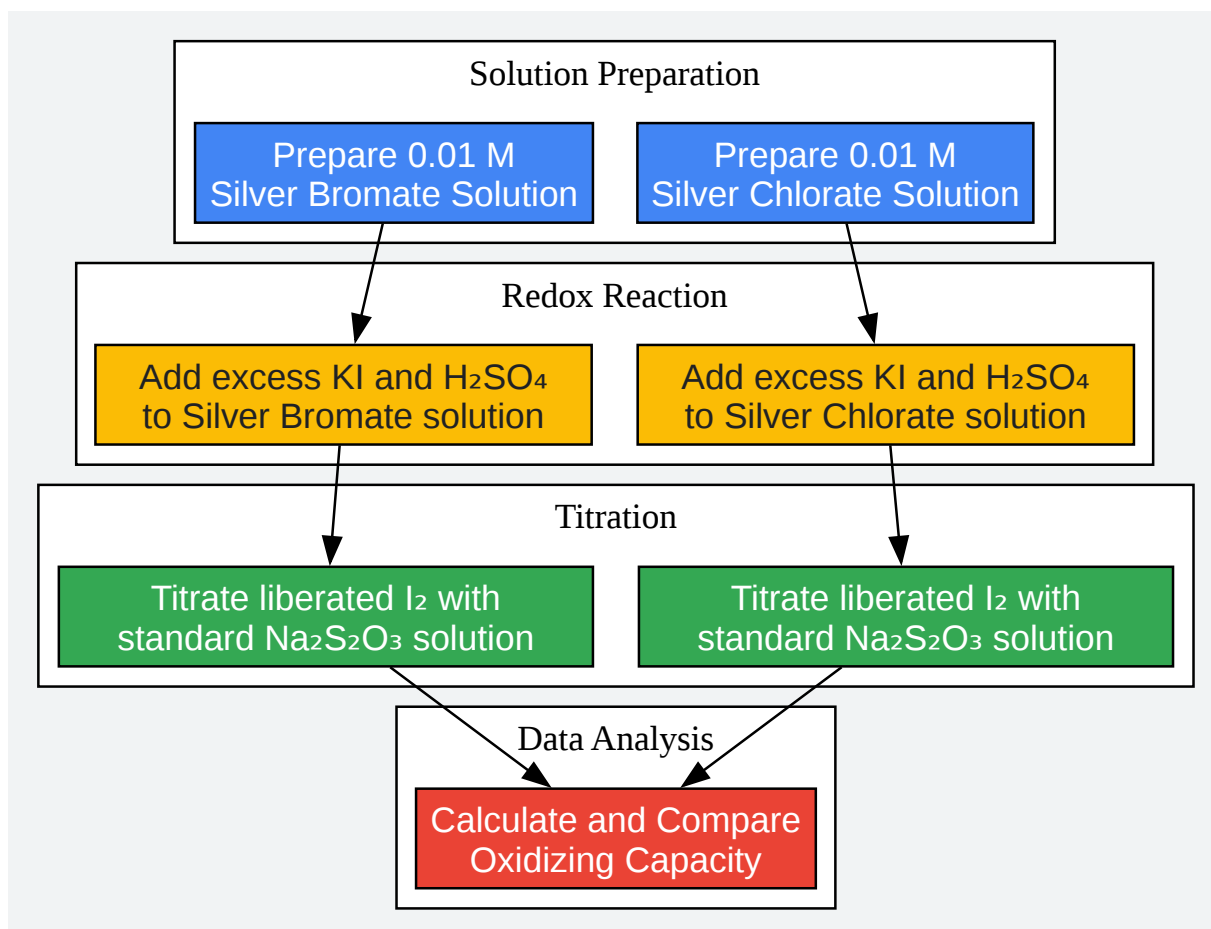 Solution Preparation
Prepare 0.01 M
Silver Bromate Solution
Prepare 0.01 M
Silver Chlorate Solution
Redox Reaction
Add excess KI and H₂SO₄
to Silver Bromate solution
Add excess KI and H₂SO₄
to Silver Chlorate solution
Titration
Titrate liberated I₂ with
standard Na₂S₂O₃ solution
Titrate liberated I₂ with
standard Na₂S₂O₃ solution
Data Analysis
Calculate and Compare
Oxidizing Capacity